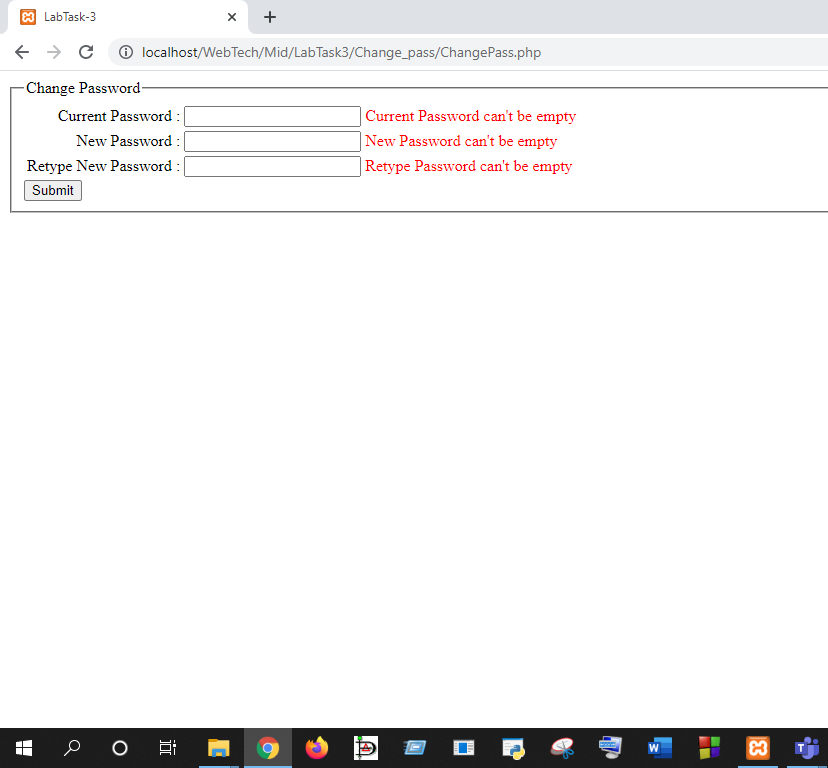 LabTask-3
localhost/WebTech/Mid/LabTask3/Change_pass/ChangePass.php
Change Password
Current Password : Current Password can't be empty
New Password : New Password can't be empty
Retype New Password : Retype Password can't be empty
Submit